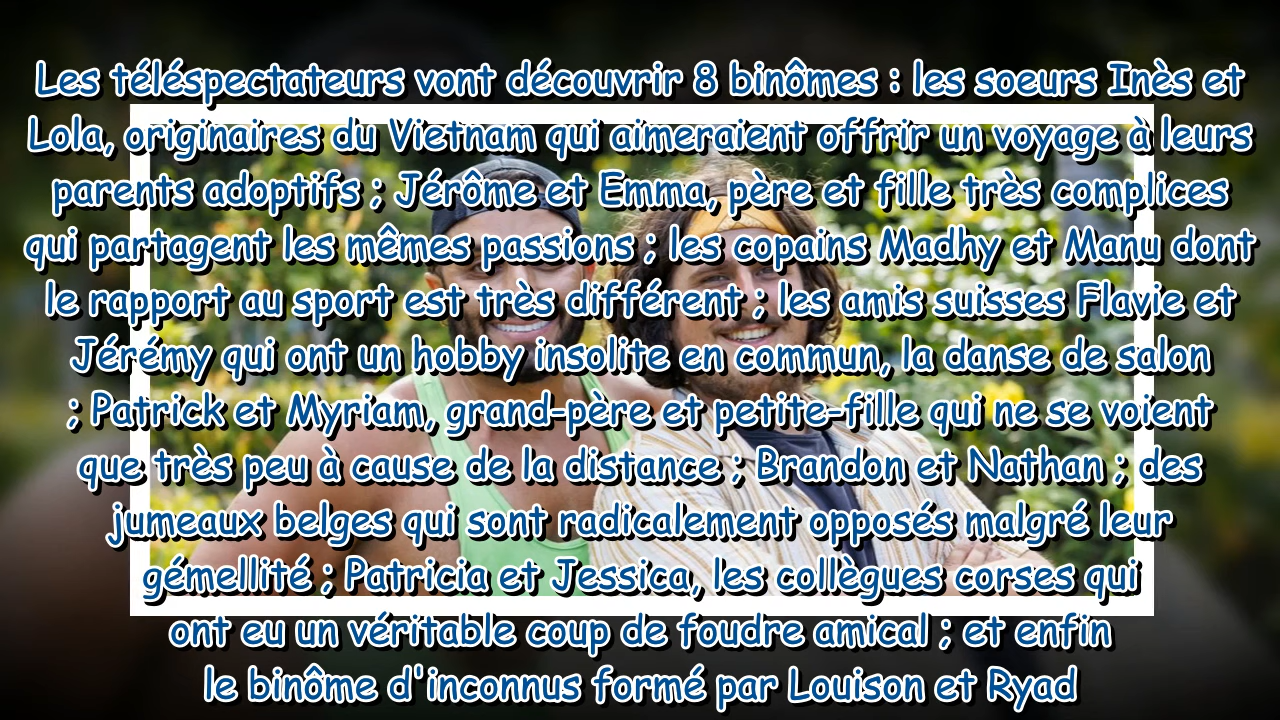 Les téléspectateurs vont découvrir 8 binômes : les soeurs Inès et
Lola, originaires du Vietnam qui aimeraient offrir un voyage à leurs
parents adoptifs ; Jérôme et Emma, père et fille très complices
qui partagent les mêmes passions ; les copains Madhy et Manu dont
le rapport au sport est très différent ; les amis suisses Flavie et
Jérémy qui ont un hobby insolite en commun, la danse de salon
; Patrick et Myriam, grand-père et petite-fille qui ne se voient
que très peu à cause de la distance ; Brandon et Nathan ; des
jumeaux belges qui sont radicalement opposés malgré leur
gémellité ; Patricia et Jessica, les collègues corses qui
ont eu un véritable coup de foudre amical ; et enfin
le binôme d'inconnus formé par Louison et Ryad